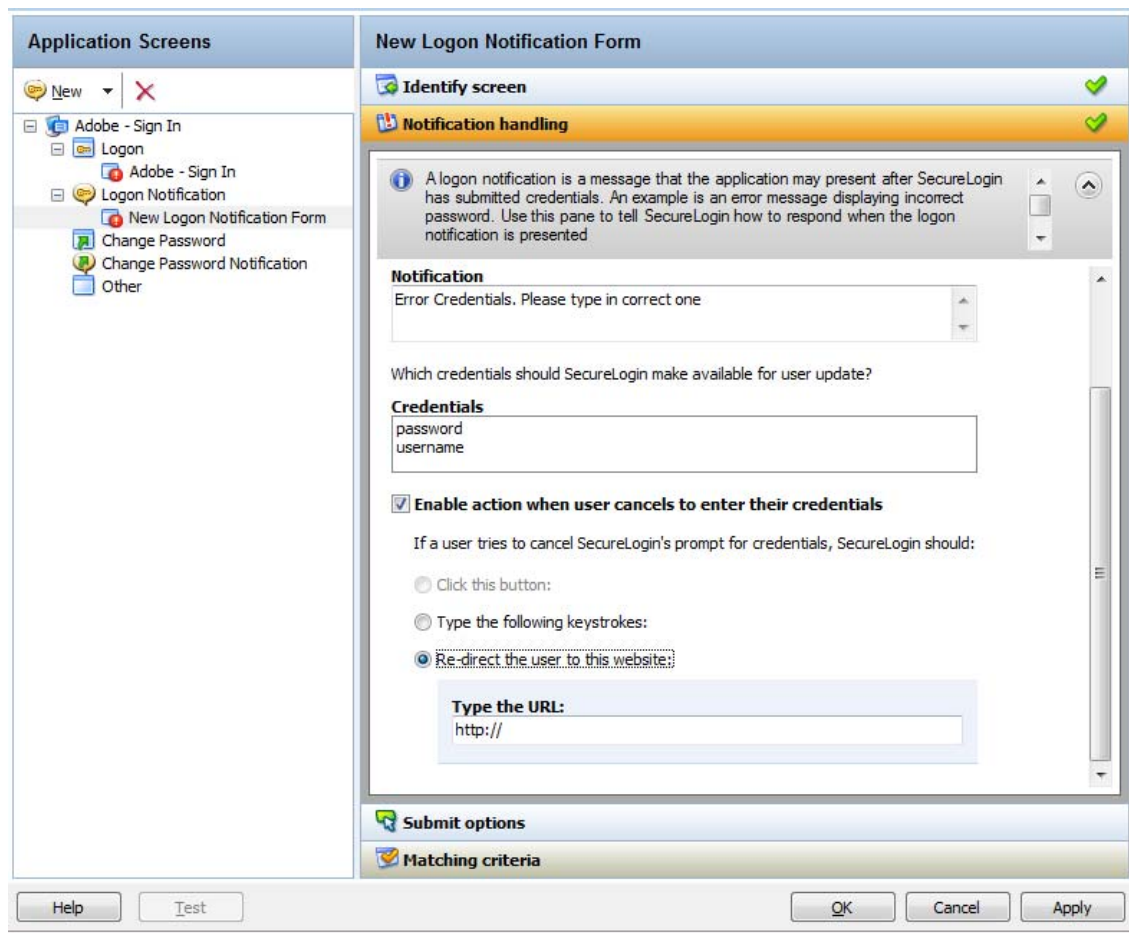 Application Screens
New
Adobe - Sign In
Logon
Adobe - Sign In
Logon Notification
New Logon Notification Form
Change Password
Change Password Notification
Other
New Logon Notification Form
Identify screen
Notification handling
A logon notification is a message that the application may present after SecureLogin
has submitted credentials. An example is an error message displaying incorrect
password. Use this pane to tell SecureLogin how to respond when the logon
notification is presented
Notification
Error Credentials. Please type in correct one
Which credentials should SecureLogin make available for user update?
Credentials
password
username
Enable action when user cancels to enter their credentials
If a user tries to cancel SecureLogin's prompt for credentials, SecureLogin should:
Click this button:
Type the following keystrokes:
Re-direct the user to this website:
Type the URL:
http://
Submit options
Matching criteria
Help
Test
OK
Cancel
Apply